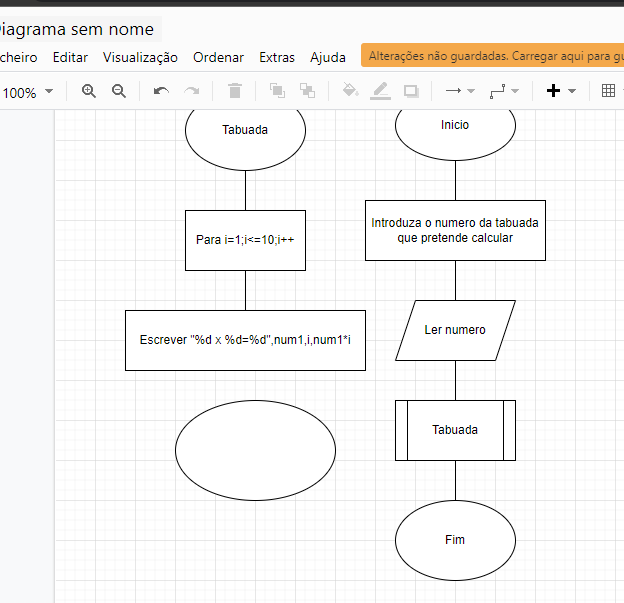 Diagrama sem nome
cheiro Editar Visualização Ordenar Extras Ajuda
Alterações não guardadas. Carregar aqui para gu
100%
Tabuada
Inicio
Para i=1;i<=10;i++
Introduza o numero da tabuada
que pretende calcular
Escrever "%d x %d=%d",num1,i,num1*i
Ler numero
Tabuada
Fim